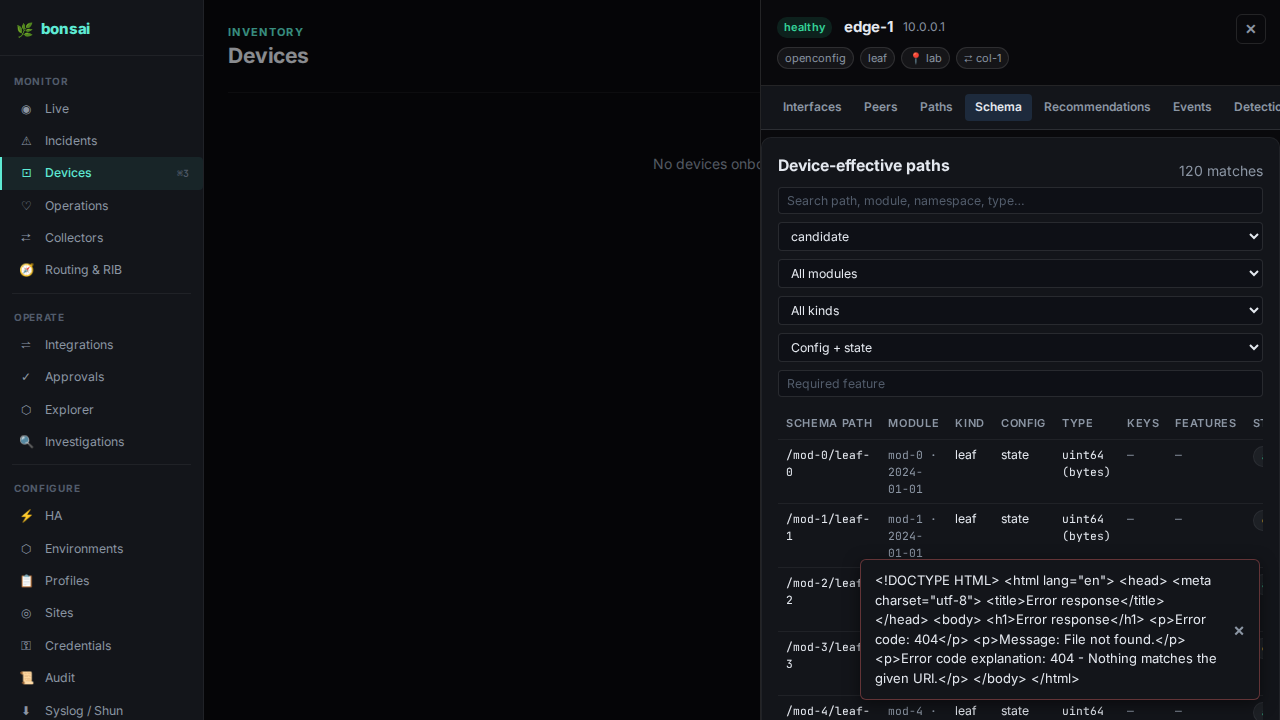 🌿 bonsai
MONITOR
Live
Incidents
Devices ⌘3
Operations
Collectors
Routing & RIB
OPERATE
Integrations
Approvals
Explorer
Investigations
CONFIGURE
HA
Environments
Profiles
Sites
Credentials
Audit
Syslog / Shun
INVENTORY
Devices
No devices onbo
healthy edge-1 10.0.0.1 ×
openconfig leaf 📍 lab ⇄ col-1
Interfaces Peers Paths Schema Recommendations Events Detectio
Device-effective paths
120 matches
Search path, module, namespace, type...
candidate
All modules
All kinds
Config + state
Required feature
SCHEMA PATH MODULE KIND CONFIG TYPE KEYS FEATURES ST
/mod-0/leaf-0 mod-0 · 2024-01-01 leaf state uint64 (bytes) — —
/mod-1/leaf-1 mod-1 · 2024-01-01 leaf state uint64 (bytes) — —
/mod-2/leaf-2
/mod-3/leaf-3
/mod-4/leaf- mod-4 · leaf state uint64 — —
<!DOCTYPE HTML> <html lang="en"> <head> <meta
charset="utf-8"> <title>Error response</title>
</head> <body> <h1>Error response</h1> <p>Error
code: 404</p> <p>Message: File not found.</p>
<p>Error code explanation: 404 - Nothing matches the
given URI.</p> </body> </html>
×